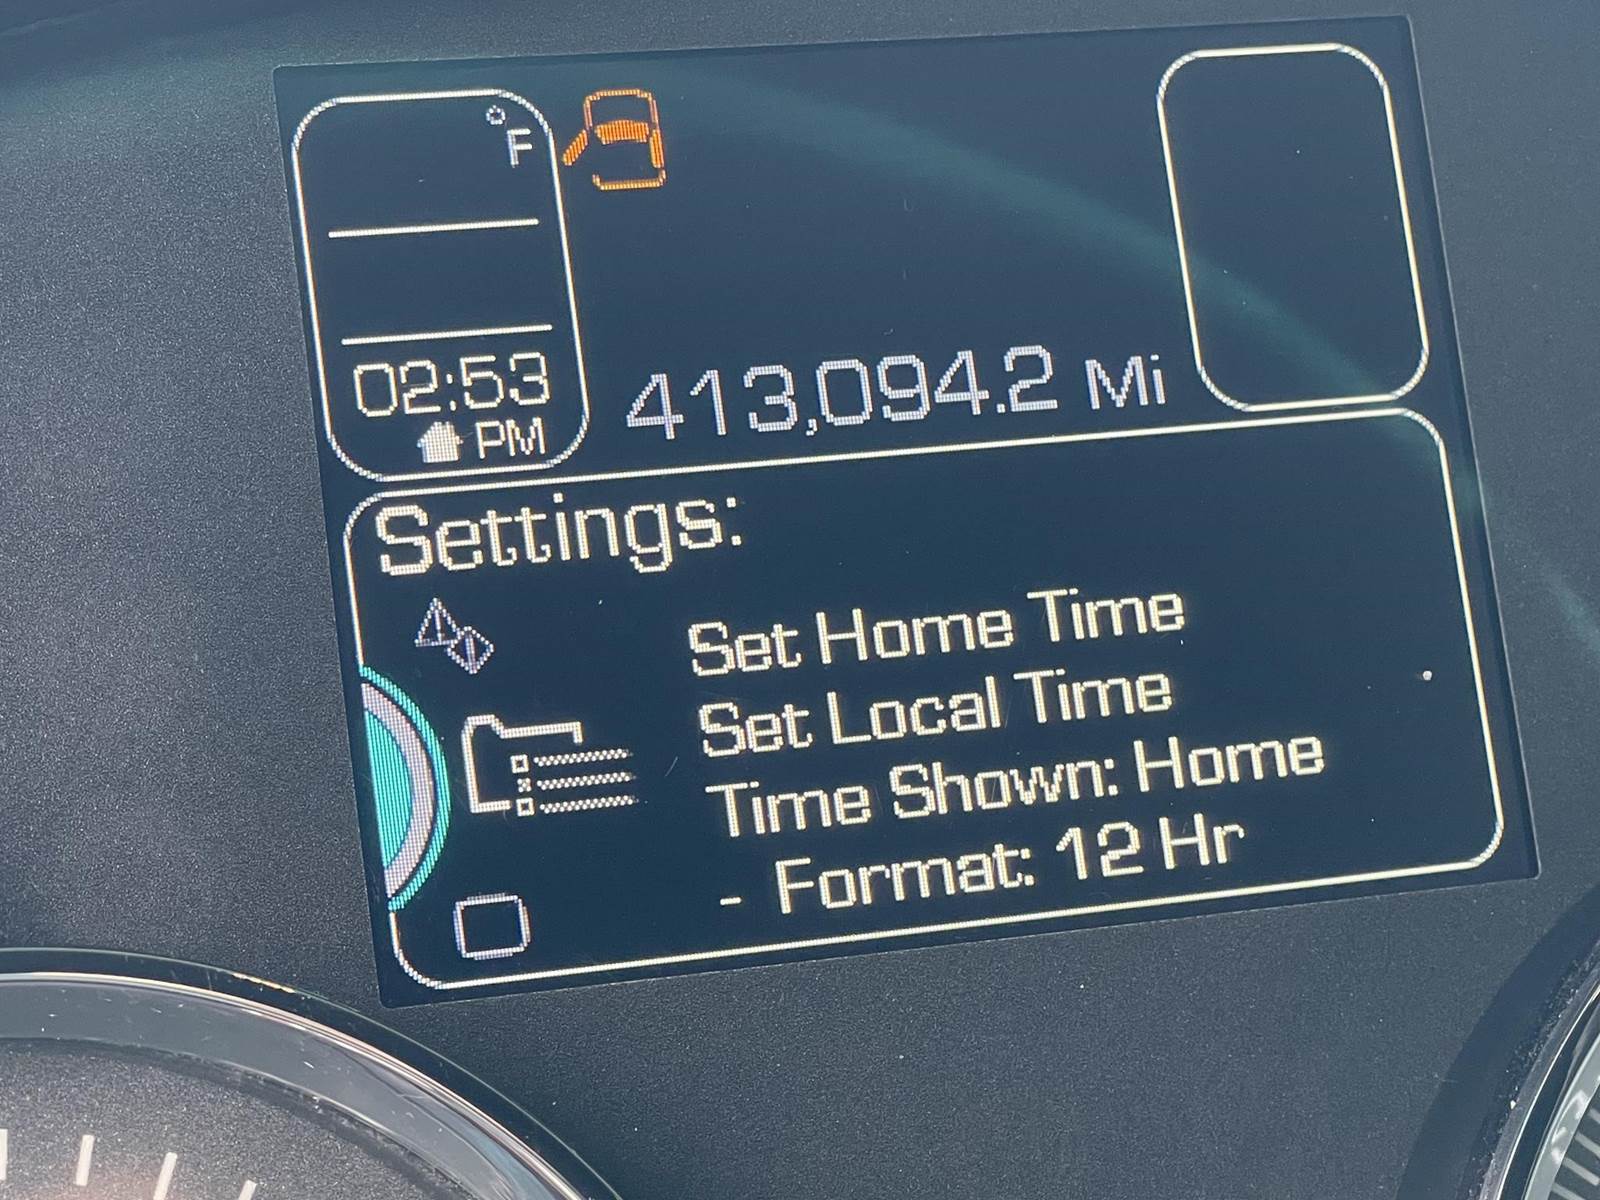 °F
02:53
PM
413,094.2 Mi
Settings:
Set Home Time
Set Local Time
Time Shown: Home
- Format: 12 Hr